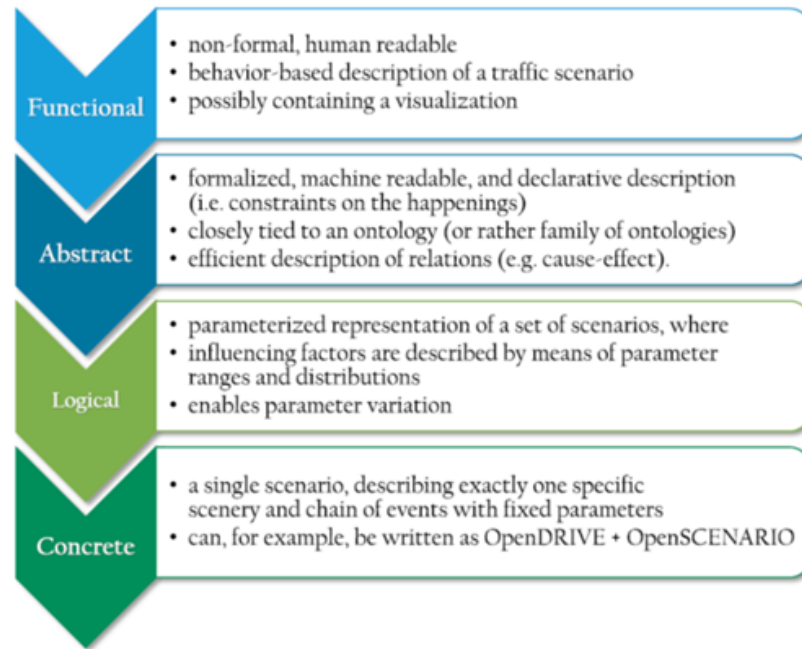 Functional
• non-formal, human readable
• behavior-based description of a traffic scenario
• possibly containing a visualization
Abstract
• formalized, machine readable, and declarative description
(i.e. constraints on the happenings)
• closely tied to an ontology (or rather family of ontologies)
• efficient description of relations (e.g. cause-effect).
Logical
• parameterized representation of a set of scenarios, where
• influencing factors are described by means of parameter
ranges and distributions
• enables parameter variation
Concrete
• a single scenario, describing exactly one specific
scenery and chain of events with fixed parameters
• can, for example, be written as OpenDRIVE + OpenSCENARIO